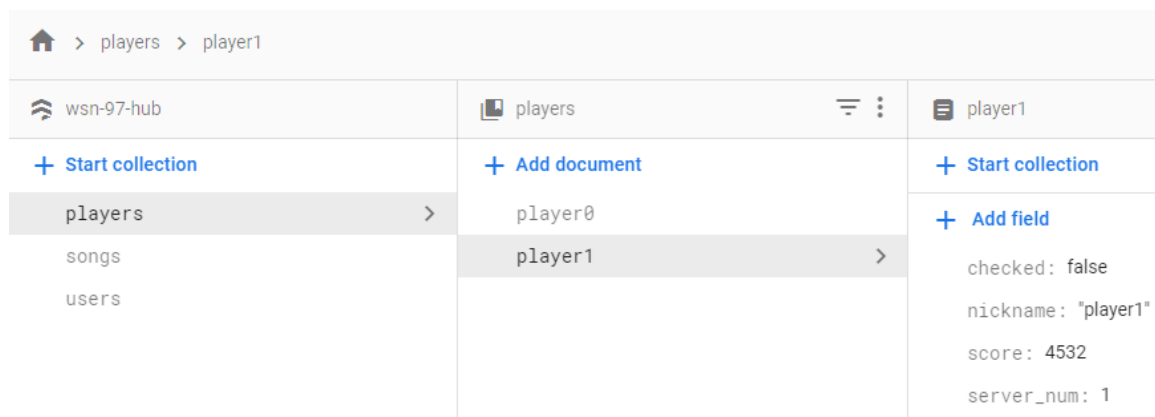 players > player1
wsn-97-hub
players
player1
+ Start collection
+ Add document
+ Start collection
players
songs
users
player0
player1
+ Add field
checked: false
nickname: "player1"
score: 4532
server_num: 1